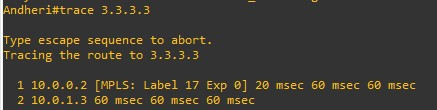 Andheri#trace 3.3.3.3
Type escape sequence to abort.
Tracing the route to 3.3.3.3
1 10.0.0.2 [MPLS: Label 17 Exp 0] 20 msec 60 msec 60 msec
2 10.0.1.3 60 msec 60 msec 60 msec